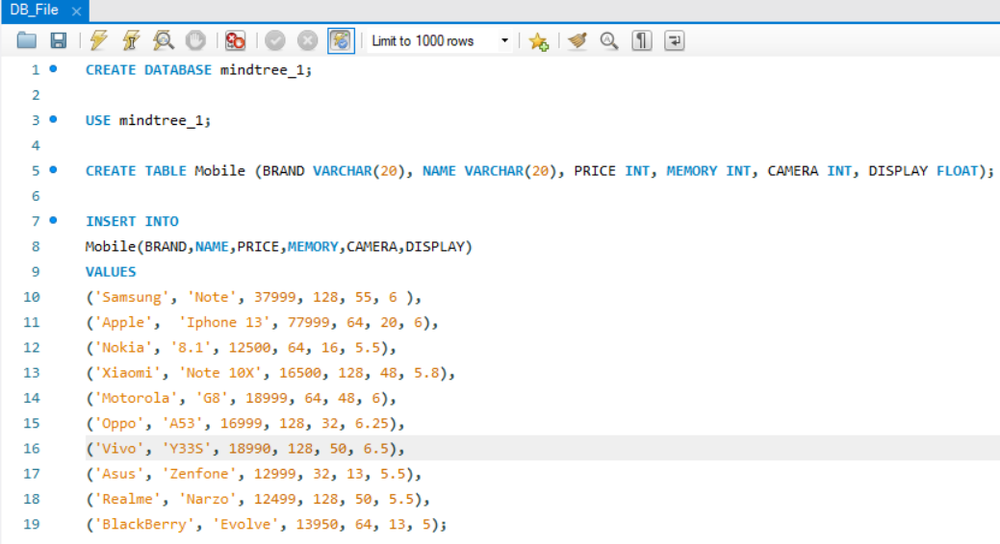 DB_File ×
Limit to 1000 rows
1 CREATE DATABASE mindtree_1;
2
3 USE mindtree_1;
4
5 CREATE TABLE Mobile (BRAND VARCHAR(20), NAME VARCHAR(20), PRICE INT, MEMORY INT, CAMERA INT, DISPLAY FLOAT);
6
7 INSERT INTO
8 Mobile(BRAND,NAME,PRICE,MEMORY,CAMERA,DISPLAY)
9 VALUES
10 ('Samsung', 'Note', 37999, 128, 55, 6 ),
11 ('Apple',  'Iphone 13', 77999, 64, 20, 6),
12 ('Nokia', '8.1', 12500, 64, 16, 5.5),
13 ('Xiaomi', 'Note 10X', 16500, 128, 48, 5.8),
14 ('Motorola', 'G8', 18999, 64, 48, 6),
15 ('Oppo', 'A53', 16999, 128, 32, 6.25),
16 ('Vivo', 'Y33S', 18990, 128, 50, 6.5),
17 ('Asus', 'Zenfone', 12999, 32, 13, 5.5),
18 ('Realme', 'Narzo', 12499, 128, 50, 5.5),
19 ('BlackBerry', 'Evolve', 13950, 64, 13, 5);